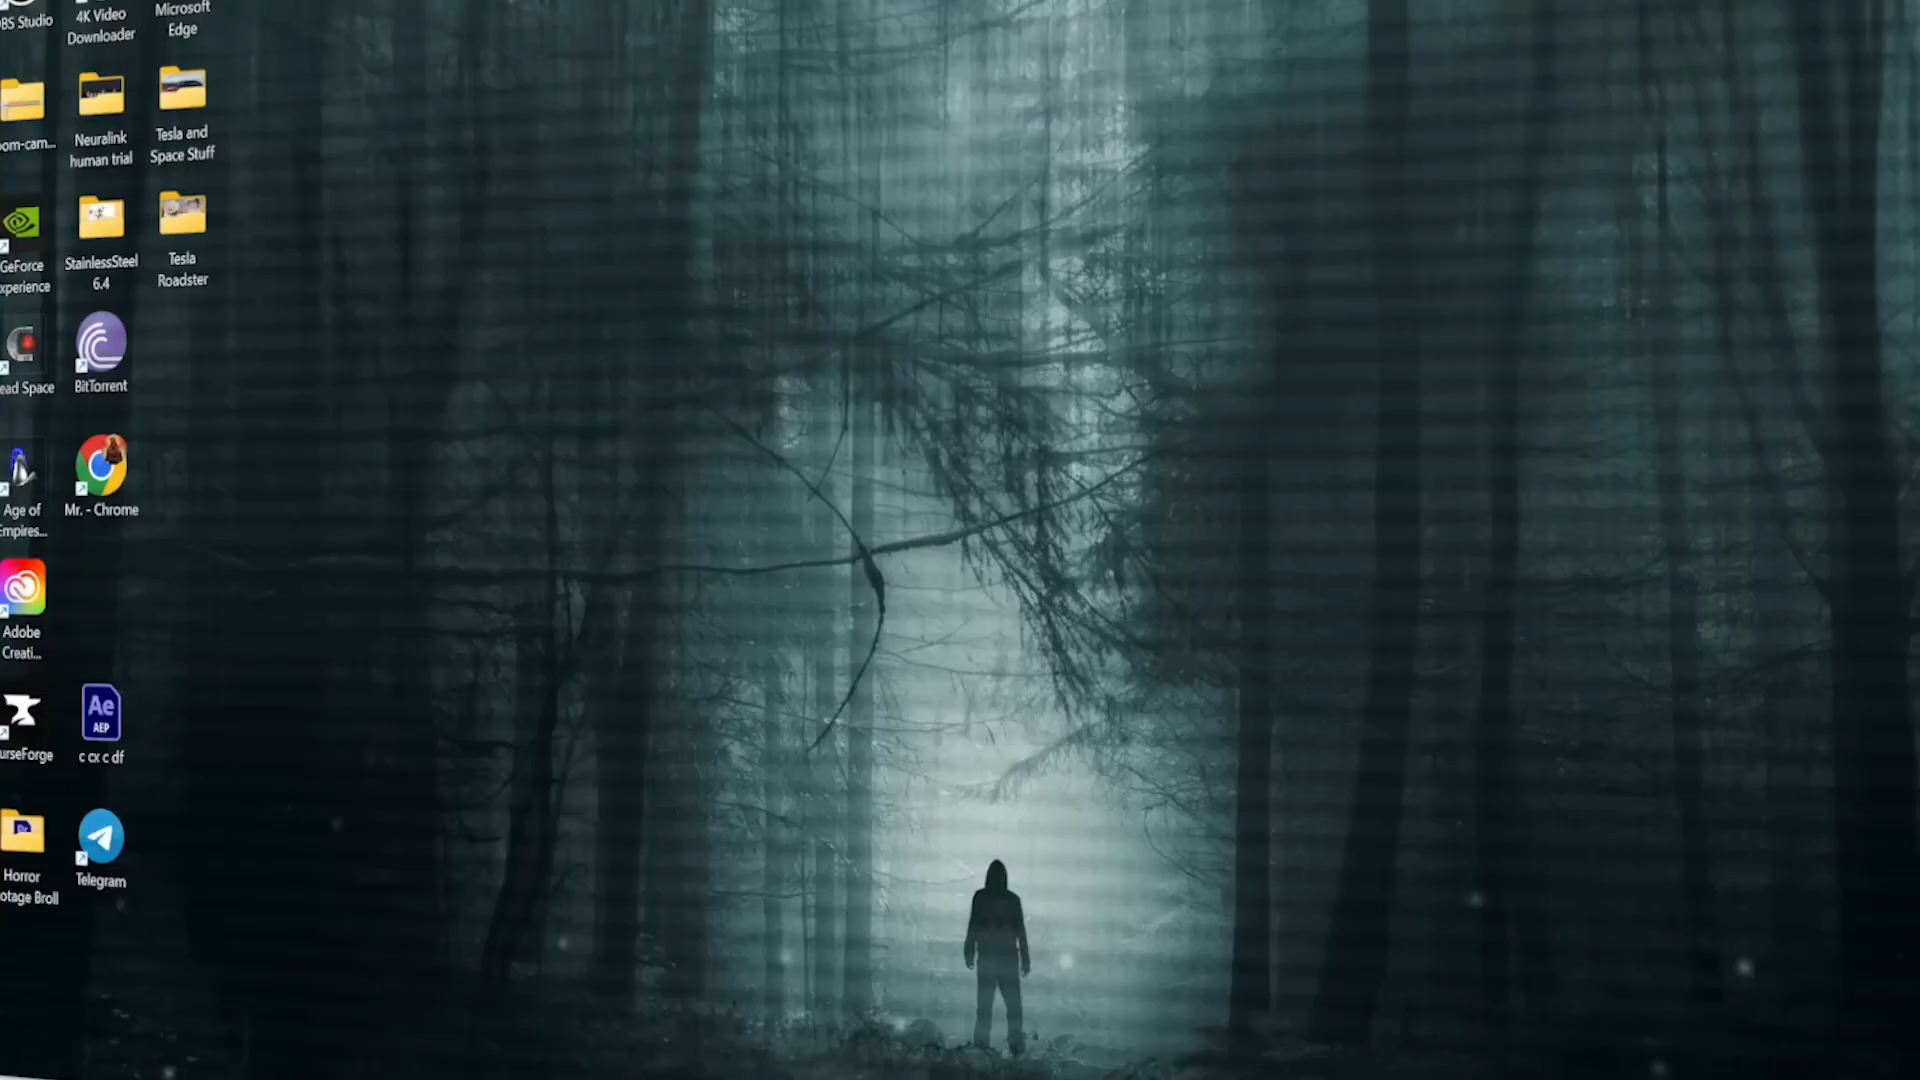 BS Studio
4K Video
Downloader
Microsoft
Edge
om-cam...
Neuralink
human trial
Tesla and
Space Stuff
GeForce
xperience
StainlessSteel
6.4
Tesla
Roadster
ead Space
BitTorrent
Age of
Empires...
Mr. - Chrome
Adobe
Creati...
urseForge
Ae
AEP
c cx c df
Horror
otage Broll
Pr
Telegram